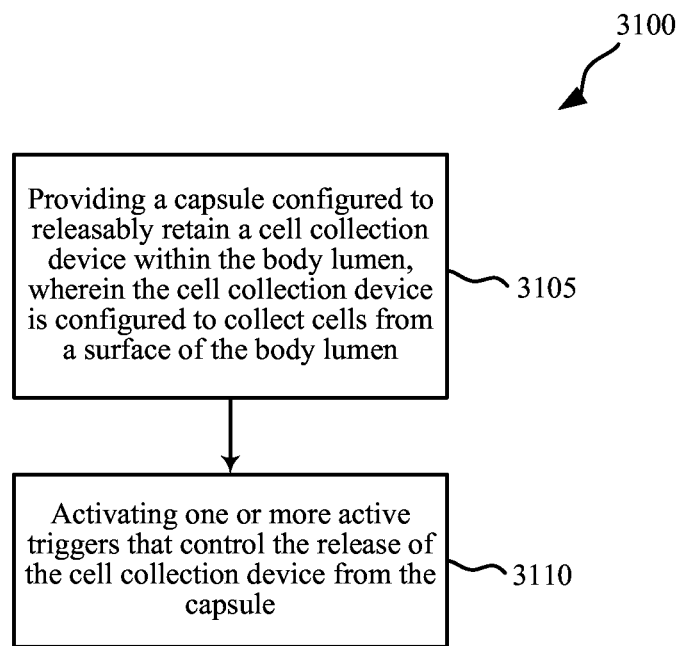 3100
Providing a capsule configured to
releasably retain a cell collection
device within the body lumen,
wherein the cell collection device
is configured to collect cells from
a surface of the body lumen
3105
Activating one or more active
triggers that control the release of
the cell collection device from the
capsule
3110